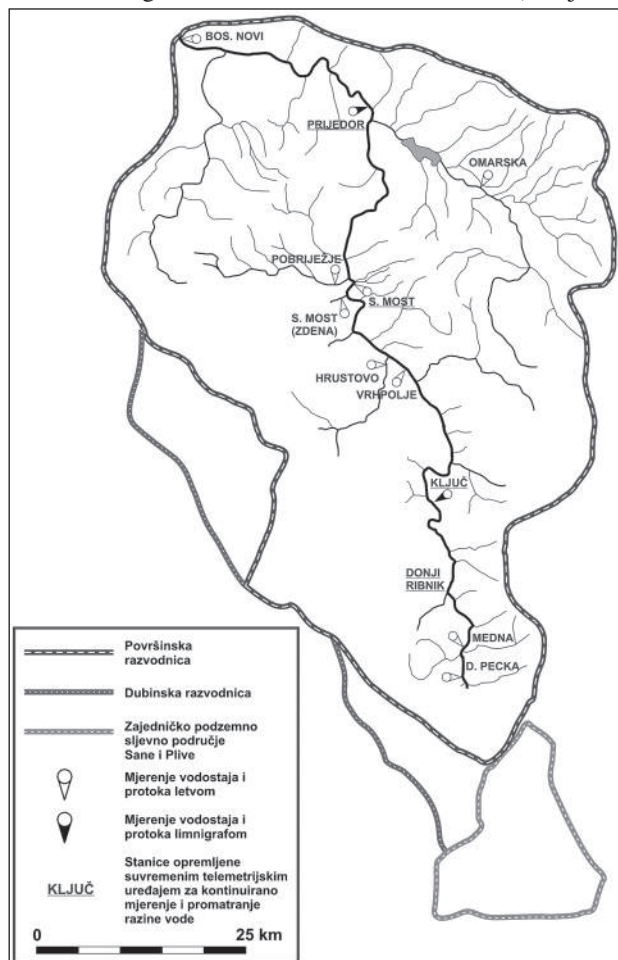 BOS. NOVI
PRIJEDOR
OMARSKA
POBRIJEŽJE
S. MOST
S. MOST
(ZDENA)
HRUSTOVO
VRHPOLJE
KLJUČ
DONJI
RIBNIK
MEDNA
D. PECKA
Površinska
razvodnica
Dubinska razvodnica
Zajedničko podzemno
sljevno područje
Sane i Plive
Mjerenje vodostaja i
protoka letvom
Mjerenje vodostaja i
protoka limnigrafom
KLJUČ
Stanice opremljene
suvremenim telemetrijskim
uređajem za kontinuirano
mjerenje i promatranje
razine vode
0
25 km